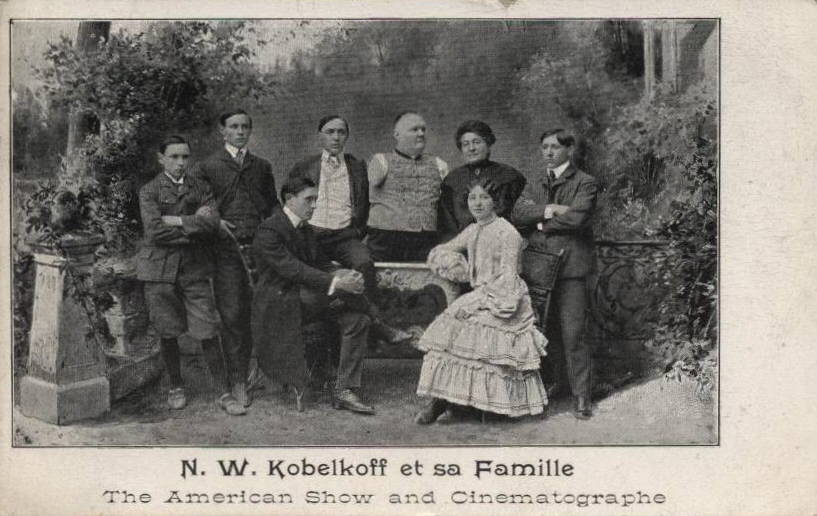 N. W. Kobelkoff et sa Famille
The American Show and Cinematographe